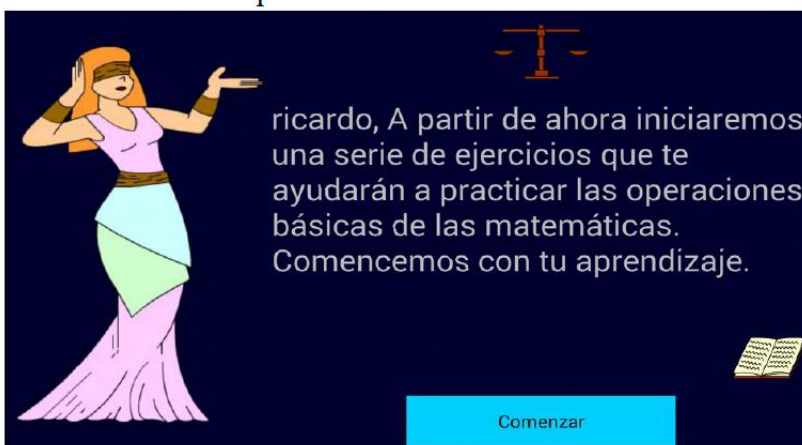 ricardo, A partir de ahora iniciaremos
una serie de ejercicios que te
ayudarán a practicar las operaciones
básicas de las matemáticas.
Comencemos con tu aprendizaje.
Comenzar